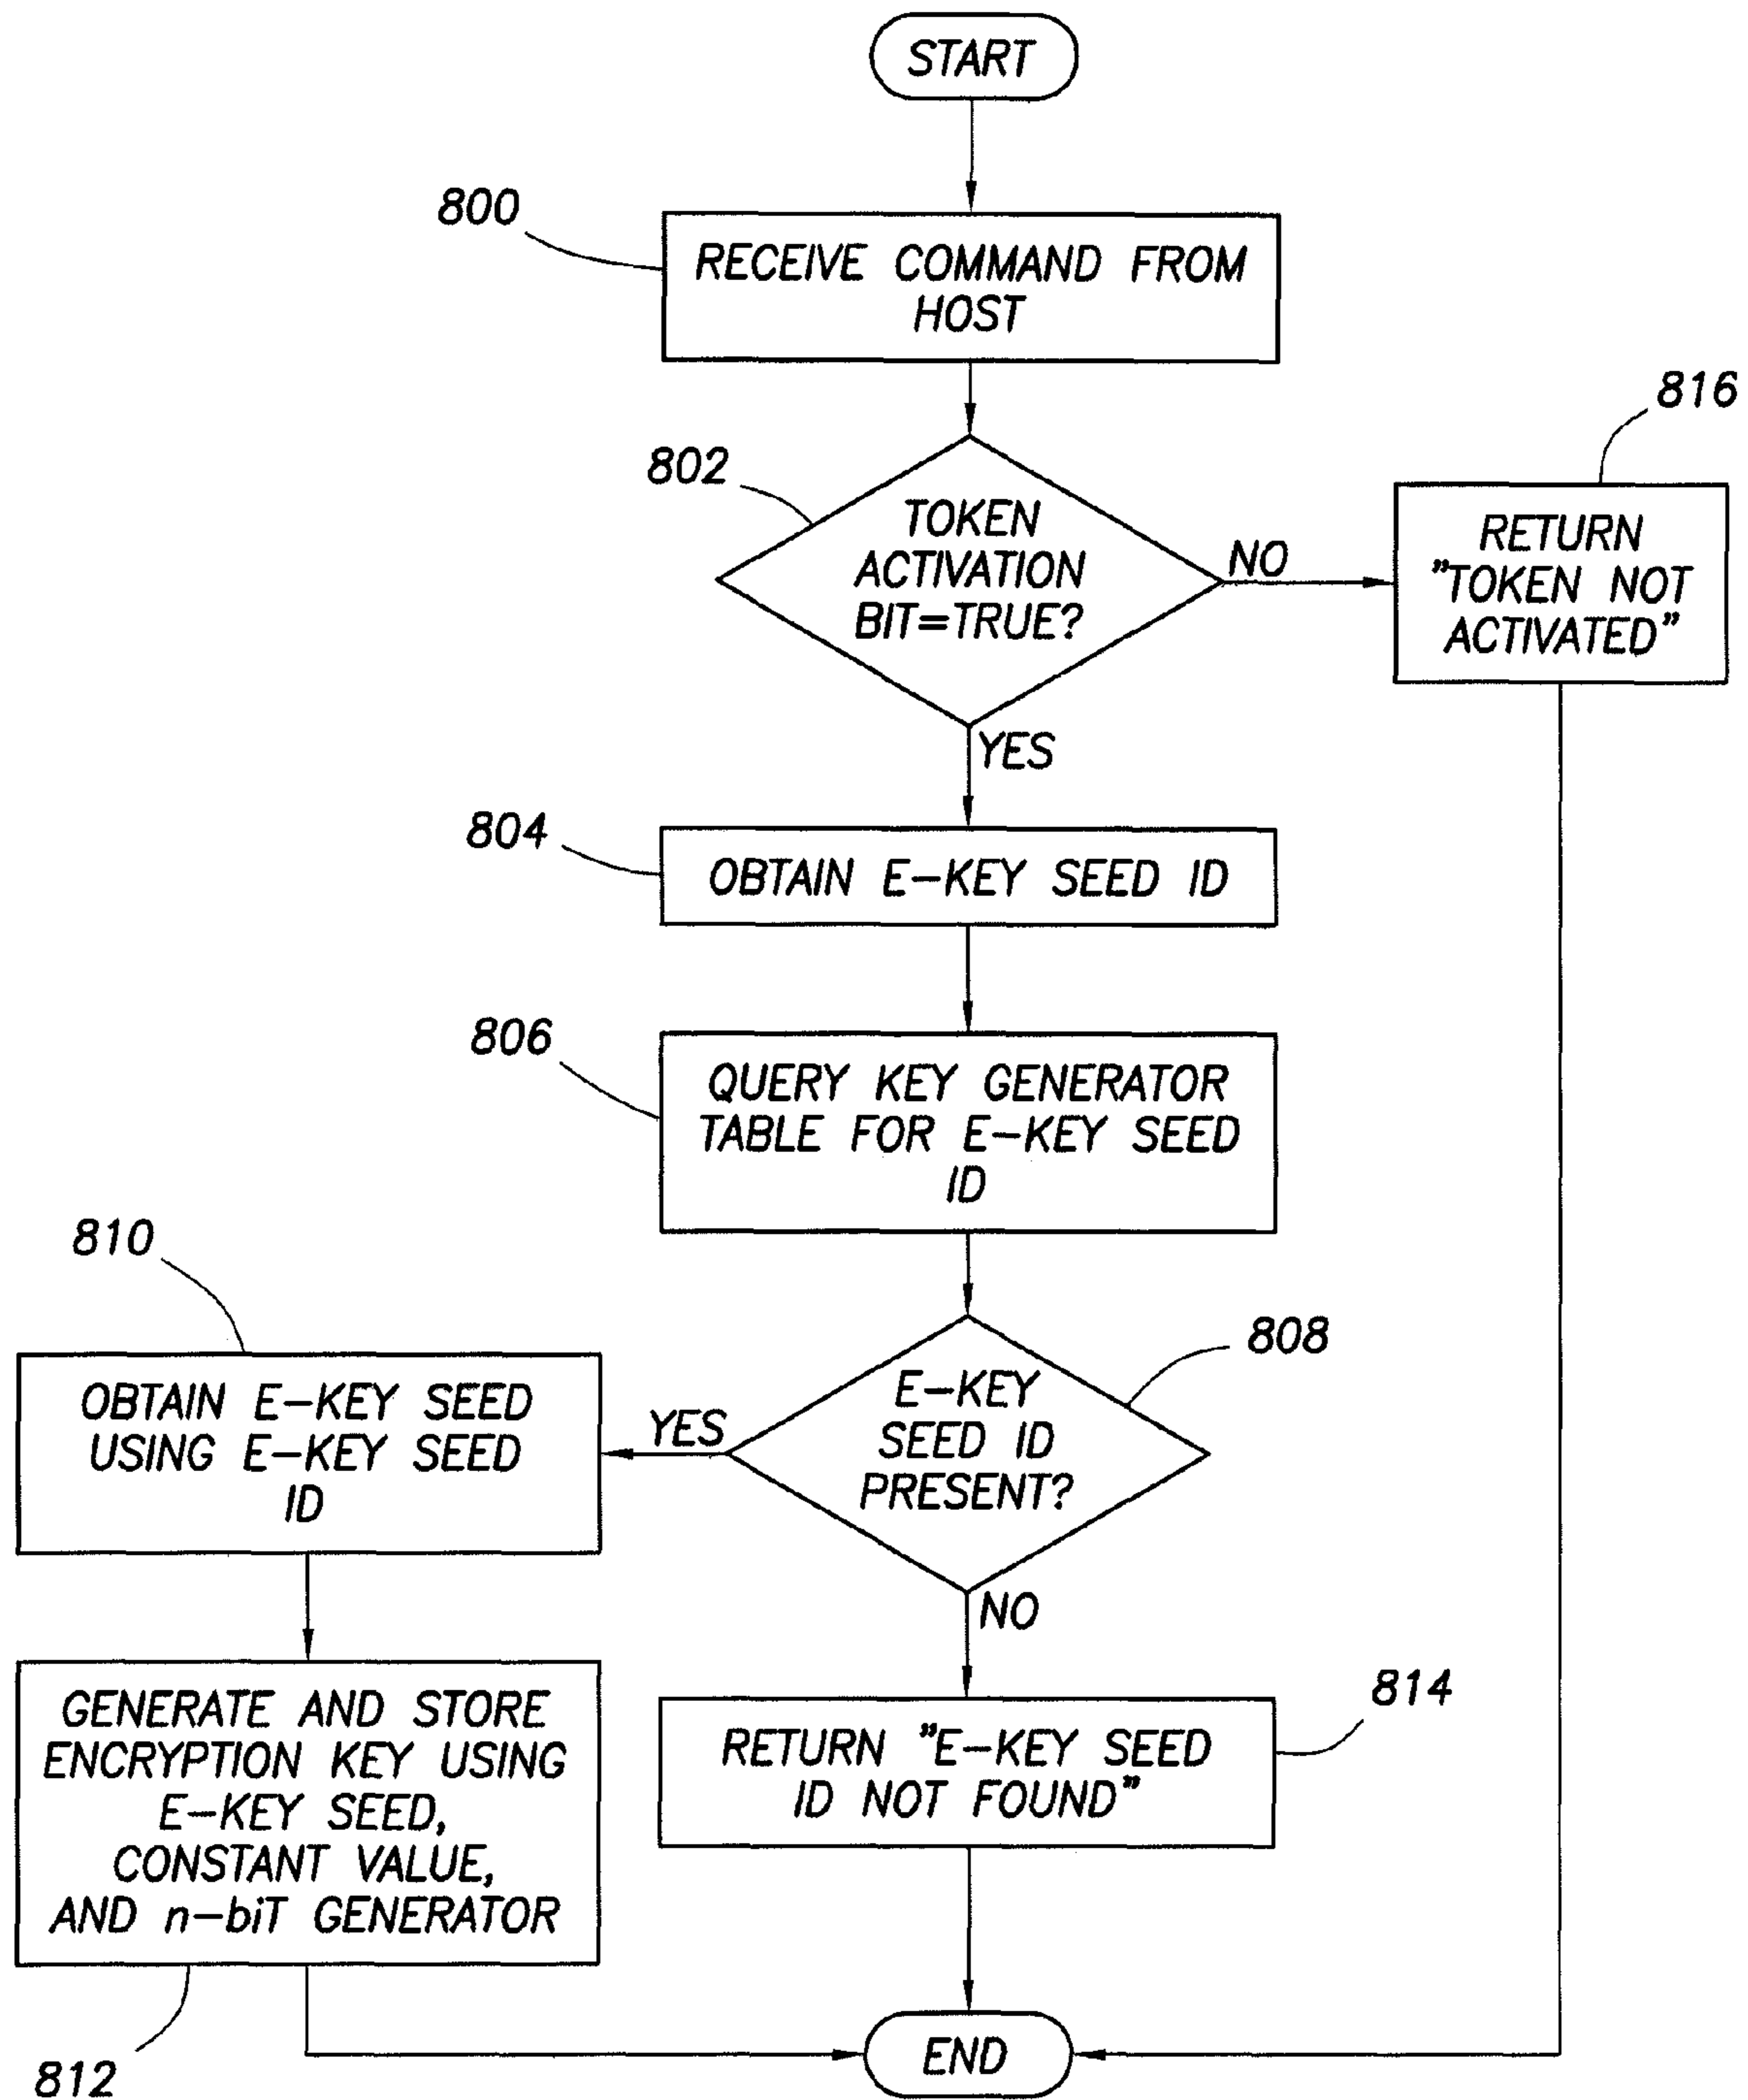 START
800
RECEIVE COMMAND FROM
HOST
816
802
TOKEN
ACTIVATION
BIT=TRUE?
NO
RETURN
"TOKEN NOT
ACTIVATED"
YES
804
OBTAIN E-KEY SEED ID
806
QUERY KEY GENERATOR
TABLE FOR E-KEY SEED
ID
810
808
OBTAIN E-KEY SEED
USING E-KEY SEED
ID
YES
E-KEY
SEED ID
PRESENT?
NO
GENERATE AND STORE
ENCRYPTION KEY USING
E-KEY SEED,
CONSTANT VALUE,
AND n-biT GENERATOR
814
RETURN "E-KEY SEED
ID NOT FOUND"
812
END